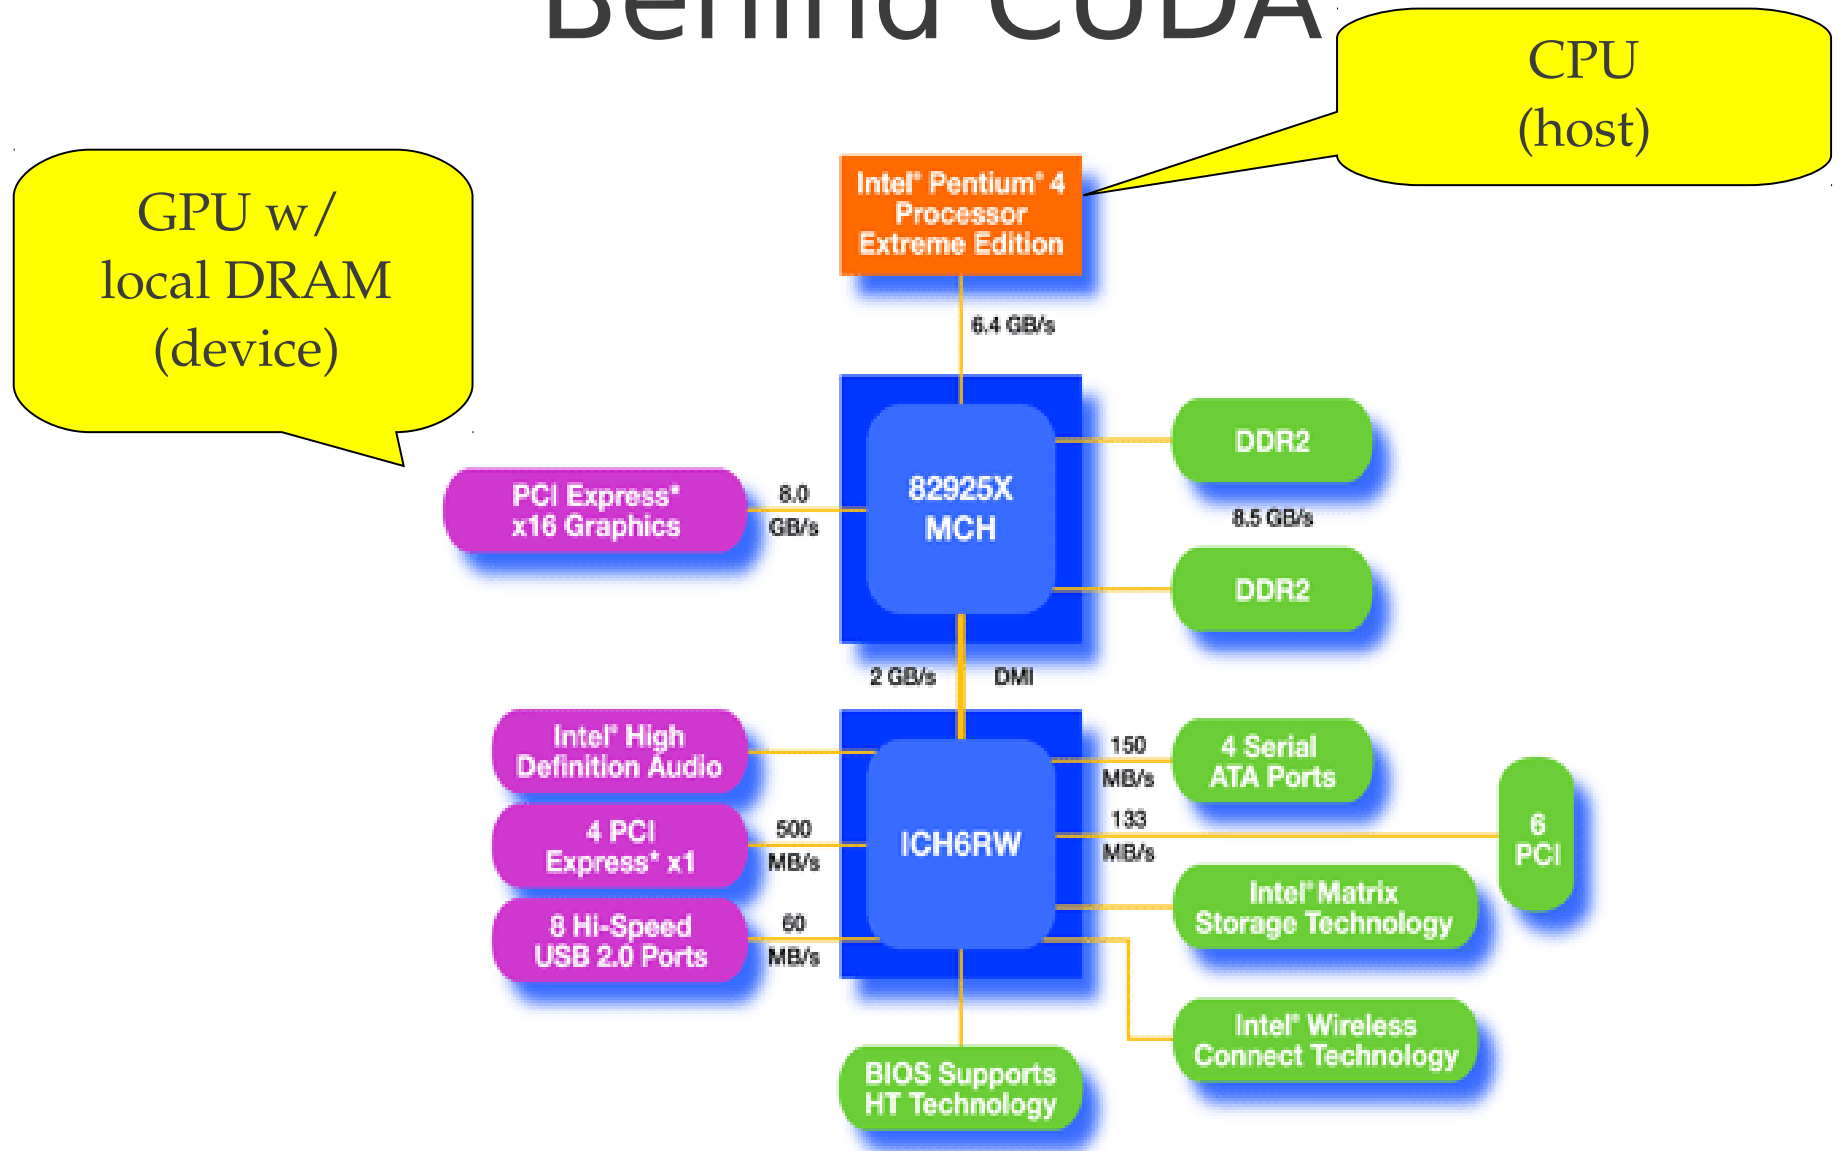 Behind CUDA
CPU
(host)
GPU w/
local DRAM
(device)
Intel® Pentium® 4
Processor
Extreme Edition
6.4 GB/s
82925X
MCH
DDR2
8.5 GB/s
DDR2
PCI Express*
x16 Graphics
8.0
GB/s
2 GB/s
DMI
Intel® High
Definition Audio
4 PCI
Express* x1
500
MB/s
8 Hi-Speed
USB 2.0 Ports
60
MB/s
ICH6RW
150
MB/s
4 Serial
ATA Ports
133
MB/s
6
PCI
Intel® Matrix
Storage Technology
Intel® Wireless
Connect Technology
BIOS Supports
HT Technology